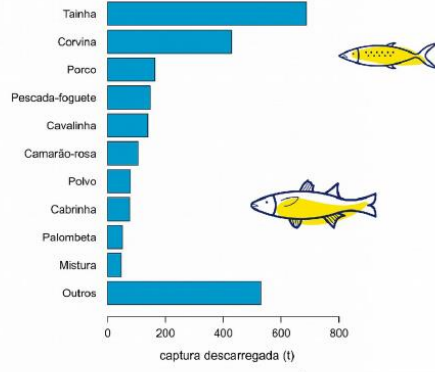 Tainha
Corvina
Porco
Pescada-foguete
Cavalinha
Camarão-rosa
Polvo
Cabrinha
Palombeta
Mistura
Outros
0 200 400 600 800
captura descarregada (t)